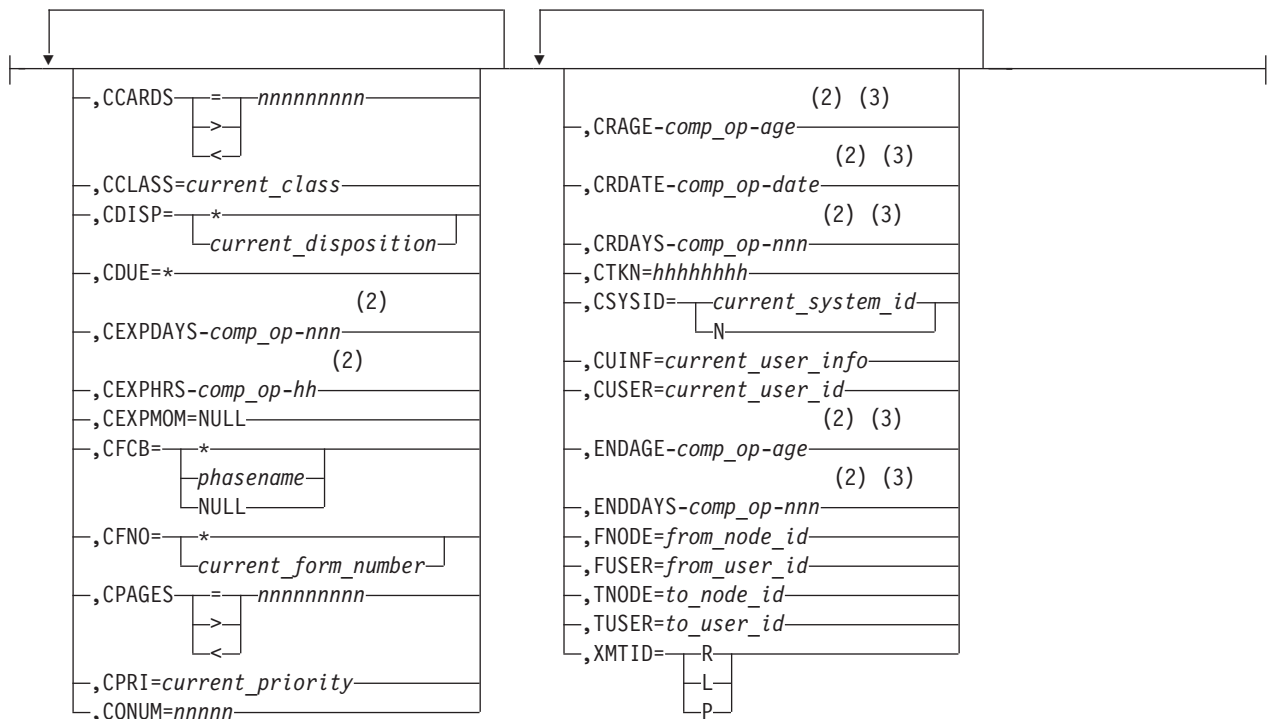 ,CCARDS = nnnnnnnnn
>
<
,CCLASS=current_class
,CDISP= *
current_disposition
,CDUE=*
(2)
,CEXPDAYS-comp_op-nnn
(2)
,CEXPHRS-comp_op-hh
,CEXPMOM=NULL
,CFCB= *
phasename
NULL
,CFNO= *
current_form_number
,CPAGES = nnnnnnnnn
>
<
,CPRI=current_priority
,CQNUM=nnnnn
(2) (3)
,CRAGE-comp_op-age
(2) (3)
,CRDATE-comp_op-date
(2) (3)
,CRDAYS-comp_op-nnn
,CTKN=hhhhhhhh
,CSYSID= current_system_id
N
,CUINF=current_user_info
,CUSER=current_user_id
(2) (3)
,ENDAGE-comp_op-age
(2) (3)
,ENDDAYS-comp_op-nnn
,FNODE=from_node_id
,FUSER=from_user_id
,TNODE=to_node_id
,TUSER=to_user_id
,XMTID= R
L
P